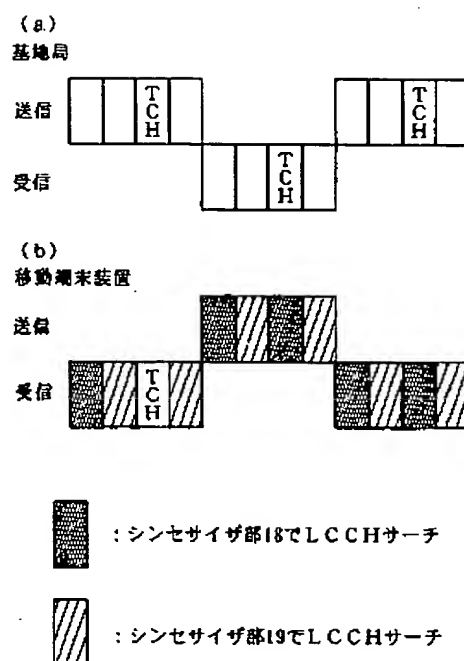 (a)
基地局
送信
TCH
TCH
受信
TCH
(b)
移動端末装置
送信
受信
TCH
:シンセサイザ部18でLCCHサーチ
:シンセサイザ部19でLCCHサーチ